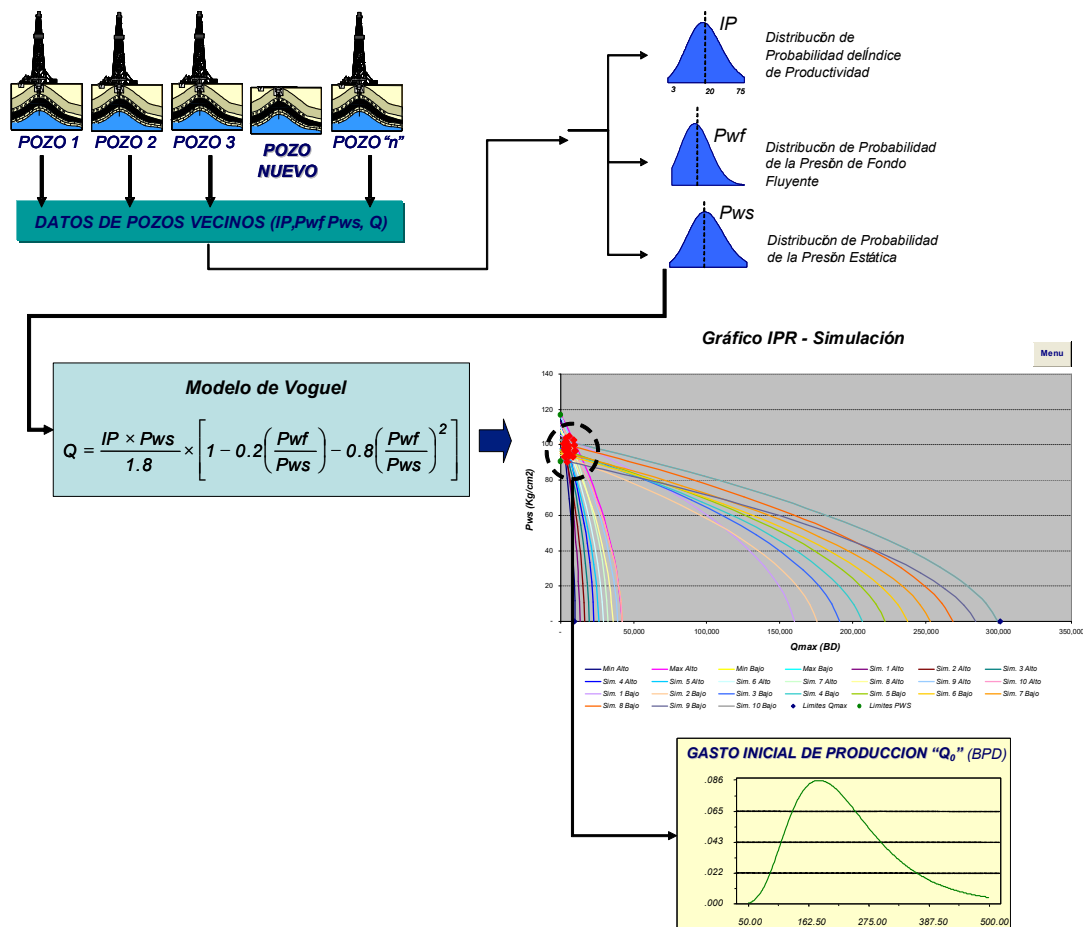 POZO 1
POZO 2
POZO 3
POZO
NUEVO
POZO "n"
DATOS DE POZOS VECINOS (IP,Pwf Pws, Q)
IP
3 20 75
Distribución de
Probabilidad delÍndice
de Productividad
Pwf
Distribución de Probabilidad
de la Presión de Fondo
Fluyente
Pws
Distribución de Probabilidad
de la Presión Estática
Modelo de Voguel
Q = IP × Pws / 1.8 × [1 − 0.2(Pwf / Pws) − 0.8(Pwf / Pws)^2]
Gráfico IPR - Simulación
Menu
140
120
100
80
60
40
20
-
Pws (Kg/cm2)
- 50,000 100,000 150,000 200,000 250,000 300,000 350,000
Qmax (BD)
Min Alto Max Alto Min Bajo Max Bajo Sim. 1 Alto Sim. 2 Alto Sim. 3 Alto
Sim. 4 Alto Sim. 5 Alto Sim. 6 Alto Sim. 7 Alto Sim. 8 Alto Sim. 9 Alto Sim. 10 Alto
Sim. 1 Bajo Sim. 2 Bajo Sim. 3 Bajo Sim. 4 Bajo Sim. 5 Bajo Sim. 6 Bajo Sim. 7 Bajo
Sim. 8 Bajo Sim. 9 Bajo Sim. 10 Bajo Limites Qmax Limites PWS
GASTO INICIAL DE PRODUCCION "Q₀" (BPD)
.086
.065
.043
.022
.000
50.00 162.50 275.00 387.50 500.00